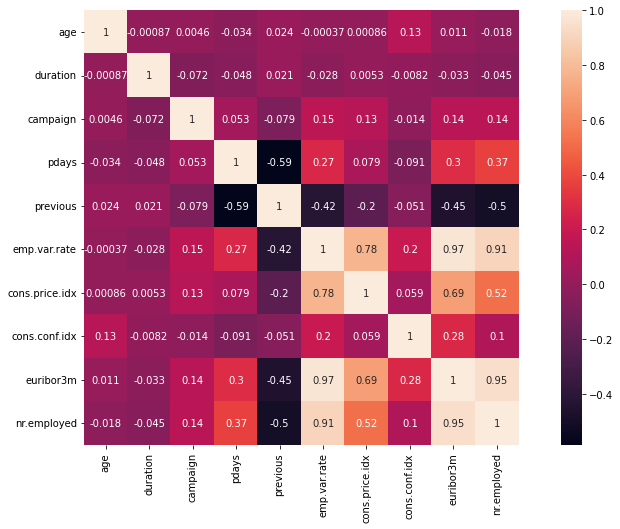 age 1 -0.00087 0.0046 -0.034 0.024 -0.00037 0.00086 0.13 0.011 -0.018
duration -0.00087 1 -0.072 -0.048 0.021 -0.028 0.0053 -0.0082 -0.033 -0.045
campaign 0.0046 -0.072 1 0.053 -0.079 0.15 0.13 -0.014 0.14 0.14
pdays -0.034 -0.048 0.053 1 -0.59 0.27 0.079 -0.091 0.3 0.37
previous 0.024 0.021 -0.079 -0.59 1 -0.42 -0.2 -0.051 -0.45 -0.5
emp.var.rate -0.00037 -0.028 0.15 0.27 -0.42 1 0.78 0.2 0.97 0.91
cons.price.idx 0.00086 0.0053 0.13 0.079 -0.2 0.78 1 0.059 0.69 0.52
cons.conf.idx 0.13 -0.0082 -0.014 -0.091 -0.051 0.2 0.059 1 0.28 0.1
euribor3m 0.011 -0.033 0.14 0.3 -0.45 0.97 0.69 0.28 1 0.95
nr.employed -0.018 -0.045 0.14 0.37 -0.5 0.91 0.52 0.1 0.95 1
age duration campaign pdays previous emp.var.rate cons.price.idx cons.conf.idx euribor3m nr.employed
1.0
0.8
0.6
0.4
0.2
0.0
−0.2
−0.4